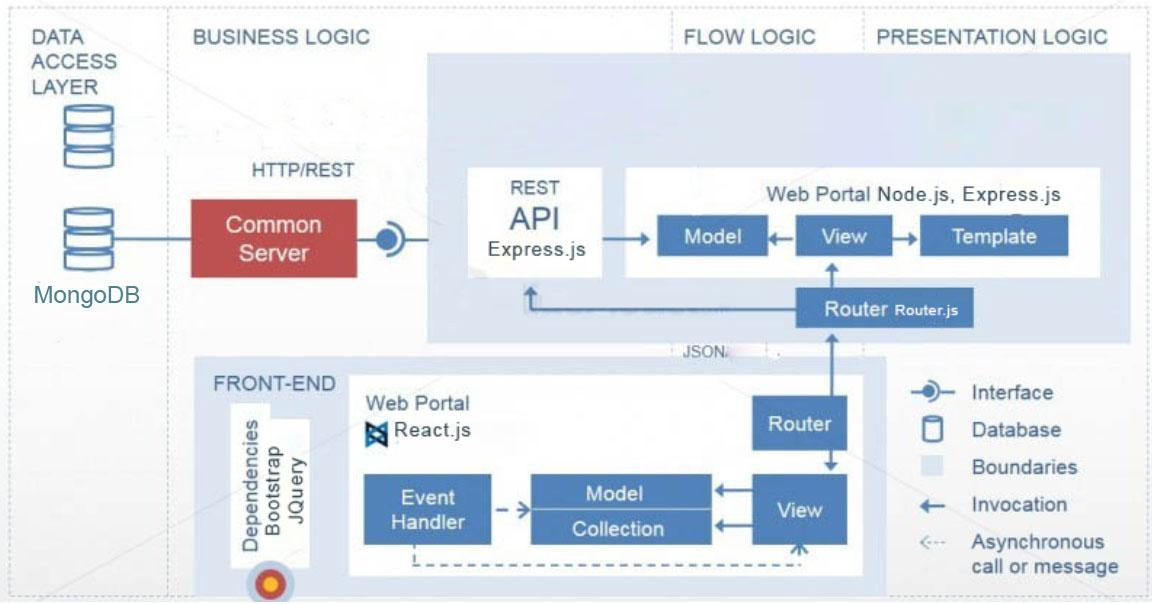 DATA
ACCESS
LAYER
BUSINESS LOGIC
FLOW LOGIC
PRESENTATION LOGIC
HTTP/REST
Common
Server
MongoDB
REST
API
Express.js
Web Portal Node.js, Express.js
Model
View
Template
Router Router.js
JSON
FRONT-END
Dependencies
Bootstrap
JQuery
Web Portal
React.js
Router
Event
Handler
Model
Collection
View
Interface
Database
Boundaries
Invocation
Asynchronous
call or message